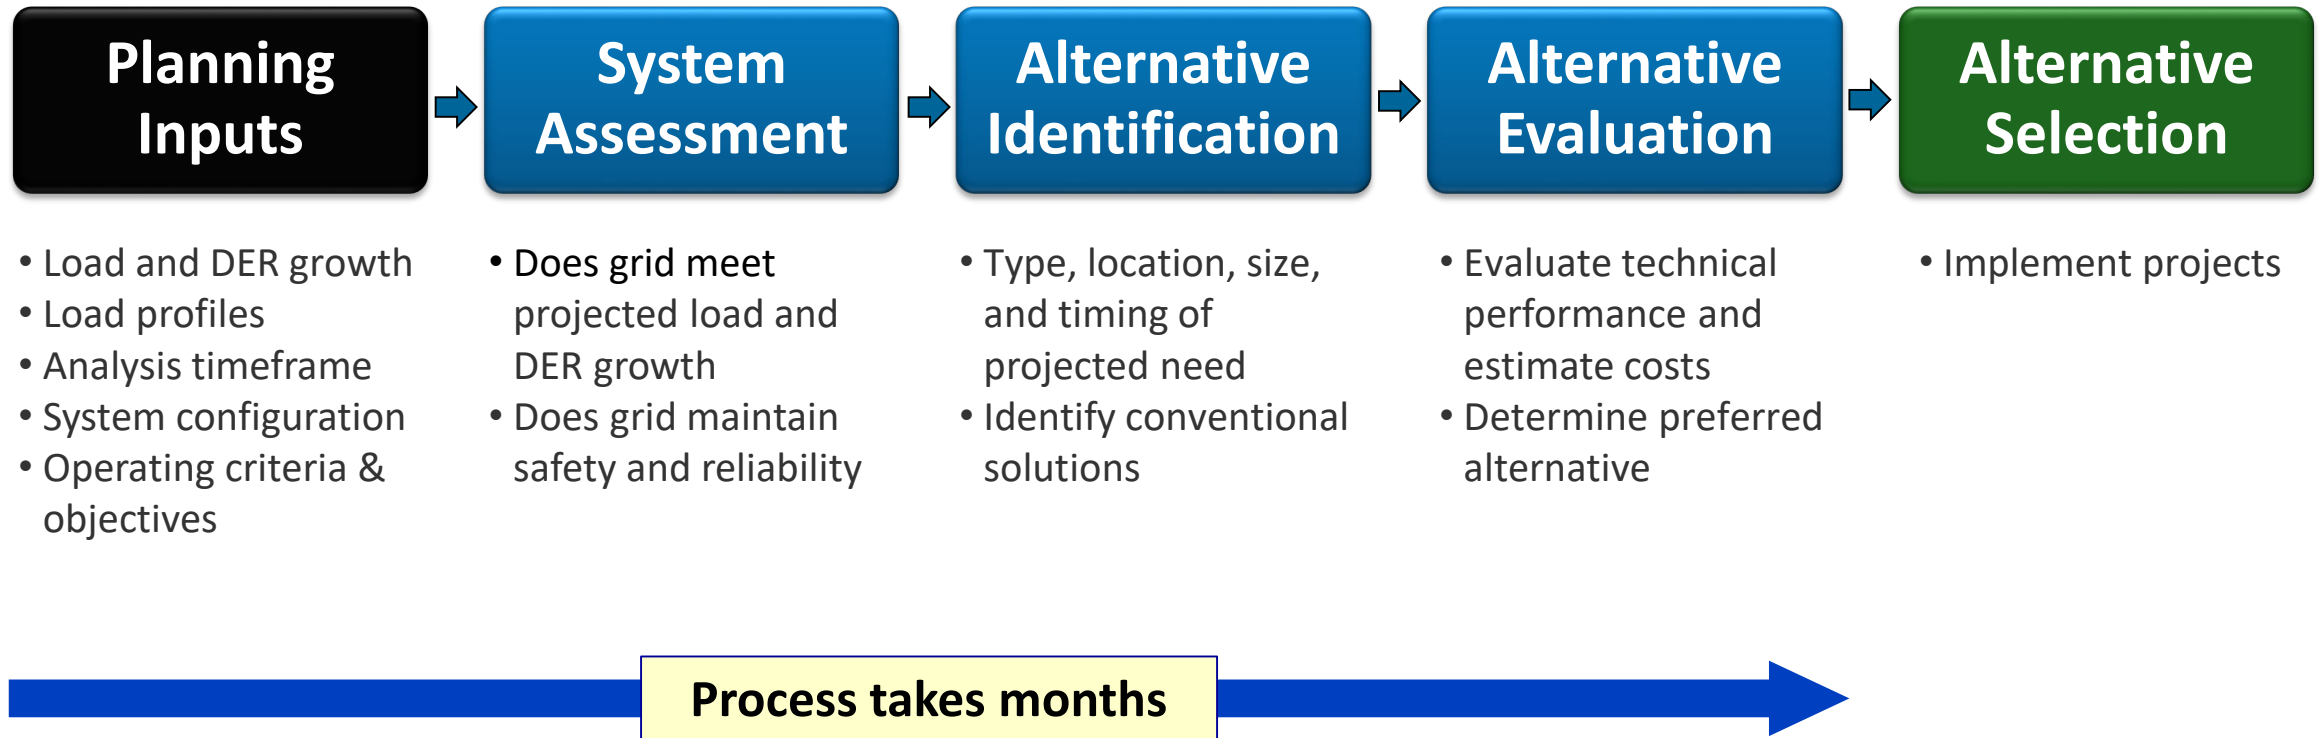 Planning
Inputs
System
Assessment
Alternative
Identification
Alternative
Evaluation
Alternative
Selection
• Load and DER growth
• Load profiles
• Analysis timeframe
• System configuration
• Operating criteria &
objectives
• Does grid meet
projected load and
DER growth
• Does grid maintain
safety and reliability
• Type, location, size,
and timing of
projected need
• Identify conventional
solutions
• Evaluate technical
performance and
estimate costs
• Determine preferred
alternative
• Implement projects
Process takes months